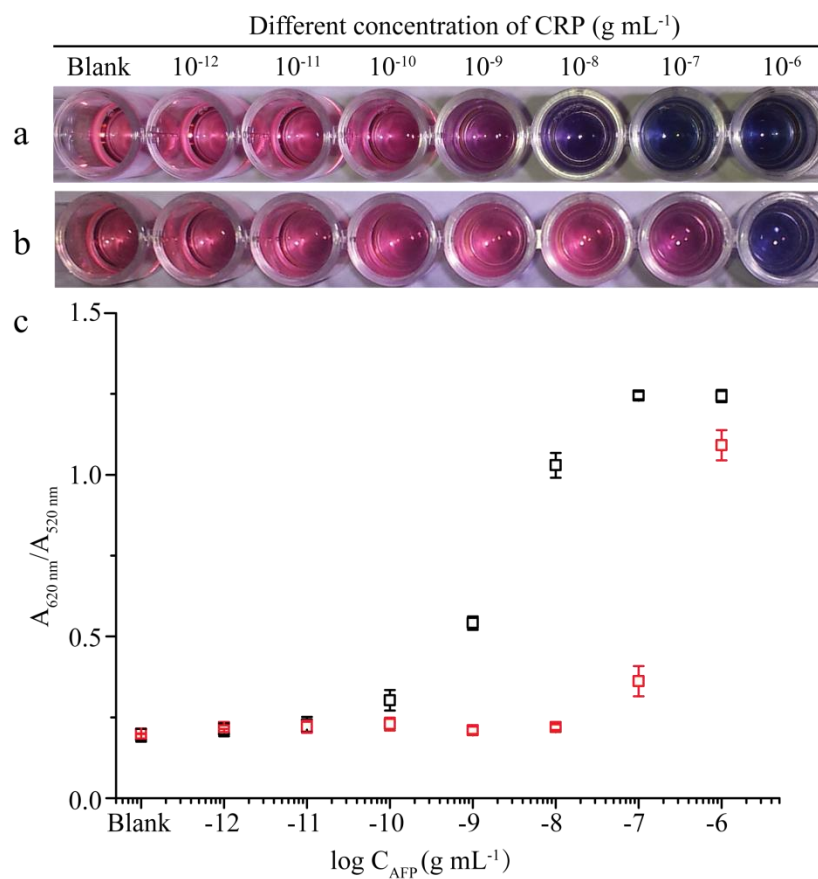 Different concentration of CRP (g mL⁻¹)
Blank 10⁻¹² 10⁻¹¹ 10⁻¹⁰ 10⁻⁹ 10⁻⁸ 10⁻⁷ 10⁻⁶
a
b
c
1.5
1.0
0.5
0.0
A₆₂₀ ₙₘ/A₅₂₀ ₙₘ
Blank -12 -11 -10 -9 -8 -7 -6
log C_AFP (g mL⁻¹)